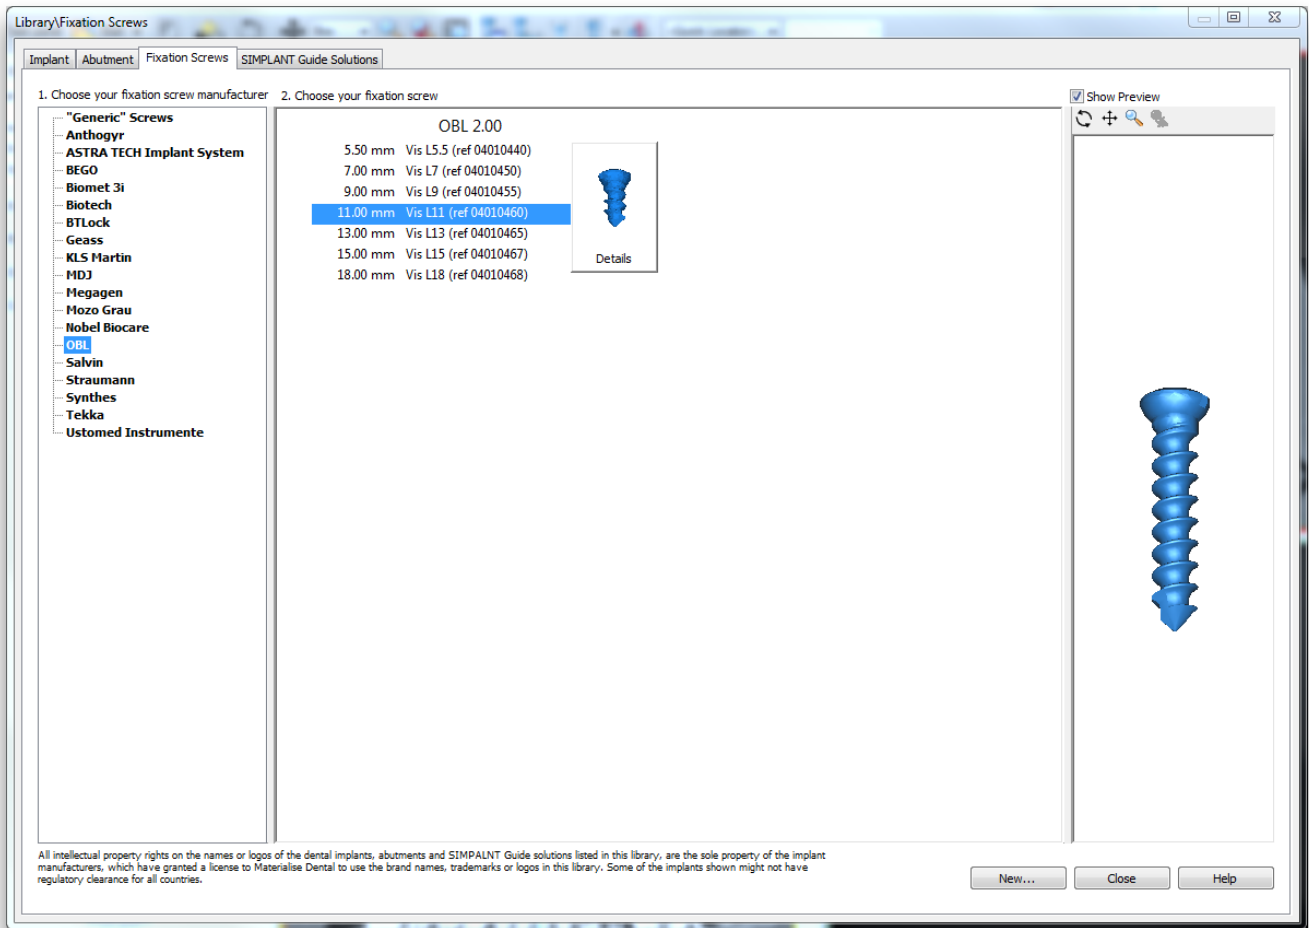 Library\Fixation Screws
Implant
Abutment
Fixation Screws
SIMPLANT Guide Solutions
1. Choose your fixation screw manufacturer
2. Choose your fixation screw
Show Preview
"Generic" Screws
Anthogyr
ASTRA TECH Implant System
BEGO
Biomet 3i
Biotech
BTLock
Geass
KLS Martin
MDJ
Megagen
Mozo Grau
Nobel Biocare
OBL
Salvin
Straumann
Synthes
Tekka
Ustomed Instrumente
OBL 2.00
5.50 mm Vis L5.5 (ref 04010440)
7.00 mm Vis L7 (ref 04010450)
9.00 mm Vis L9 (ref 04010455)
11.00 mm Vis L11 (ref 04010460)
13.00 mm Vis L13 (ref 04010465)
15.00 mm Vis L15 (ref 04010467)
18.00 mm Vis L18 (ref 04010468)
Details
All intellectual property rights on the names or logos of the dental implants, abutments and SIMPALNT Guide solutions listed in this library, are the sole property of the implant
manufacturers, which have granted a license to Materialise Dental to use the brand names, trademarks or logos in this library. Some of the implants shown might not have
regulatory clearance for all countries.
New...
Close
Help